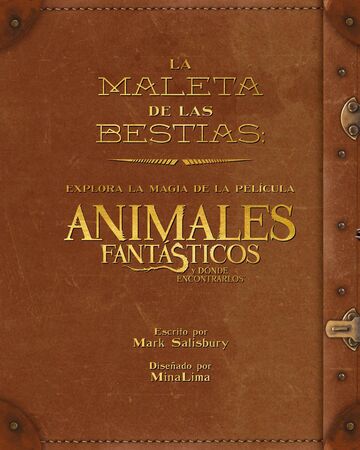 LA
MALETA
DE LAS
BESTIAS:
EXPLORA LA MAGIA DE LA PELÍCULA
ANIMALES
FANTÁSTICOS
Y DÓNDE
ENCONTRARLOS
Escrito por
Mark Salisbury
Diseñado por
MinaLima